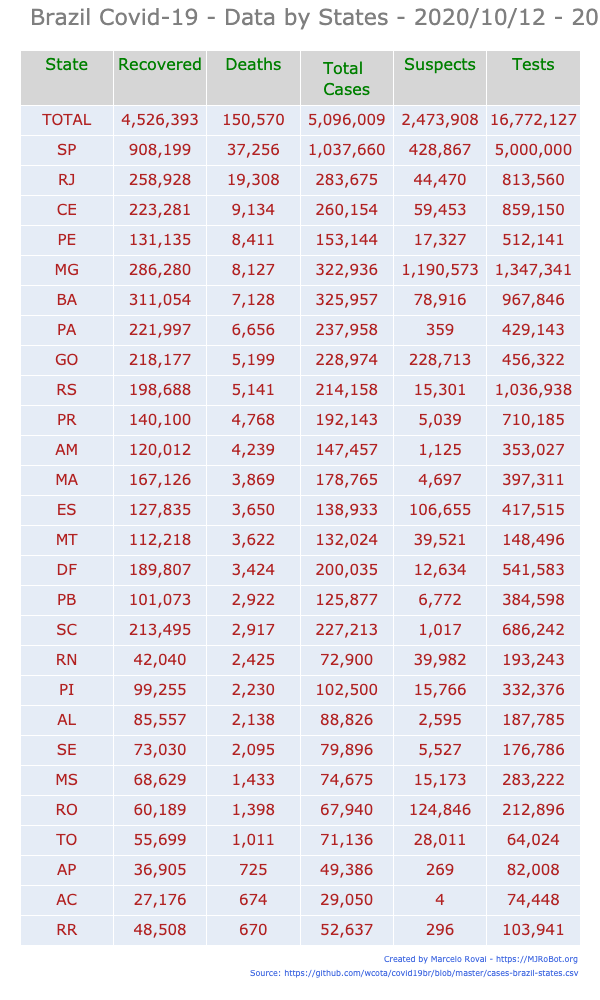 Brazil Covid-19 - Data by States - 2020/10/12 - 20
State Recovered Deaths Total Cases Suspects Tests
TOTAL 4,526,393 150,570 5,096,009 2,473,908 16,772,127
SP 908,199 37,256 1,037,660 428,867 5,000,000
RJ 258,928 19,308 283,675 44,470 813,560
CE 223,281 9,134 260,154 59,453 859,150
PE 131,135 8,411 153,144 17,327 512,141
MG 286,280 8,127 322,936 1,190,573 1,347,341
BA 311,054 7,128 325,957 78,916 967,846
PA 221,997 6,656 237,958 359 429,143
GO 218,177 5,199 228,974 228,713 456,322
RS 198,688 5,141 214,158 15,301 1,036,938
PR 140,100 4,768 192,143 5,039 710,185
AM 120,012 4,239 147,457 1,125 353,027
MA 167,126 3,869 178,765 4,697 397,311
ES 127,835 3,650 138,933 106,655 417,515
MT 112,218 3,622 132,024 39,521 148,496
DF 189,807 3,424 200,035 12,634 541,583
PB 101,073 2,922 125,877 6,772 384,598
SC 213,495 2,917 227,213 1,017 686,242
RN 42,040 2,425 72,900 39,982 193,243
PI 99,255 2,230 102,500 15,766 332,376
AL 85,557 2,138 88,826 2,595 187,785
SE 73,030 2,095 79,896 5,527 176,786
MS 68,629 1,433 74,675 15,173 283,222
RO 60,189 1,398 67,940 124,846 212,896
TO 55,699 1,011 71,136 28,011 64,024
AP 36,905 725 49,386 269 82,008
AC 27,176 674 29,050 4 74,448
RR 48,508 670 52,637 296 103,941
Created by Marcelo Rovai - https://MJRoBot.org
Source: https://github.com/wcota/covid19br/blob/master/cases-brazil-states.csv